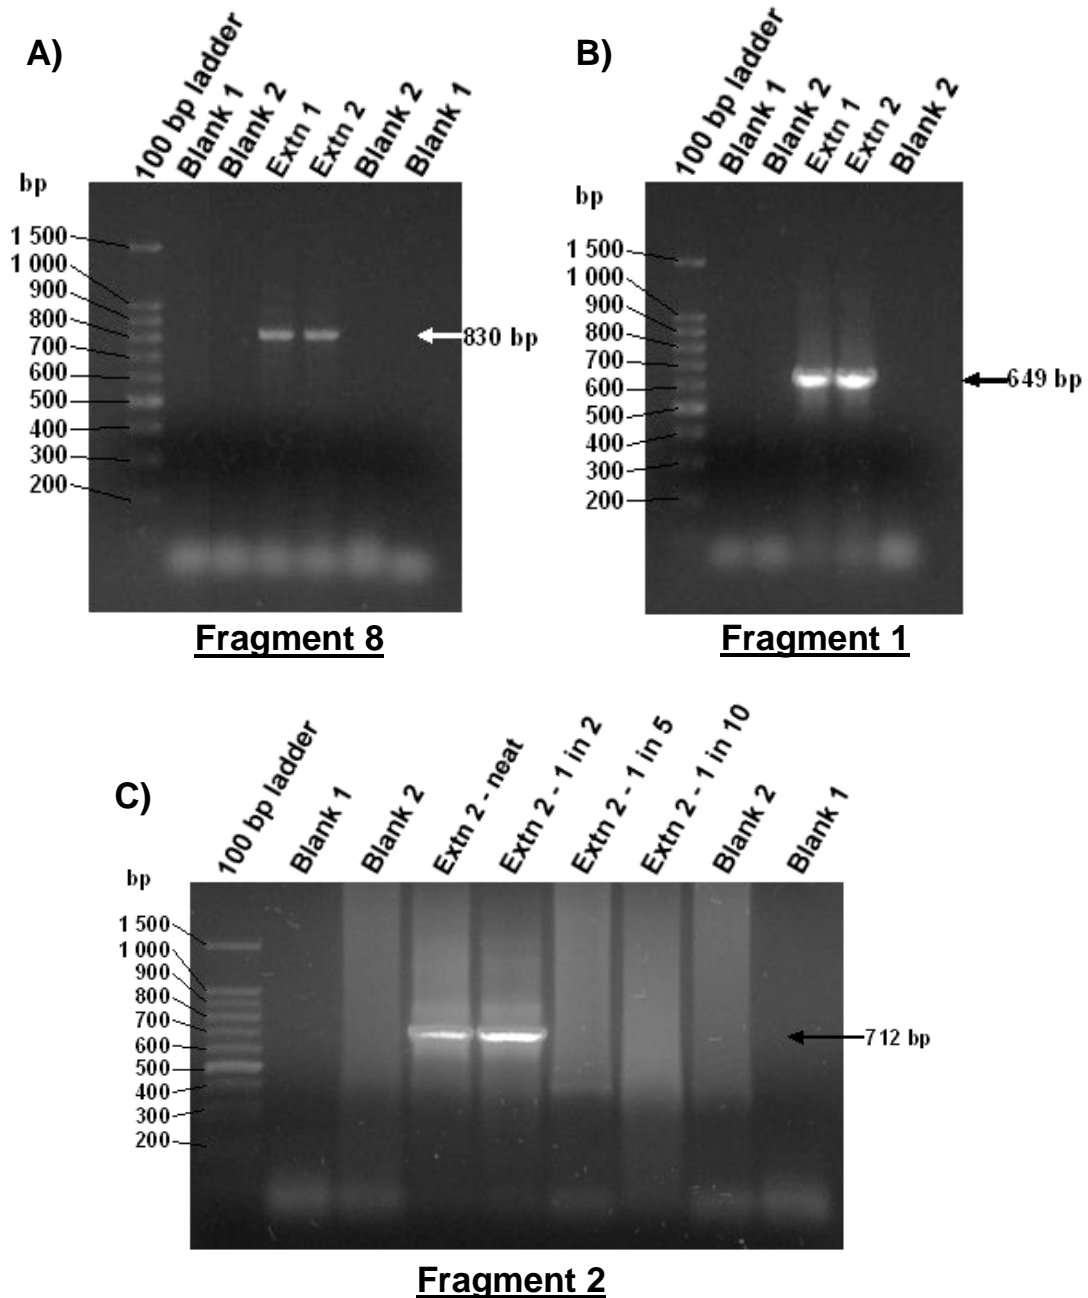 A)
100 bp ladder
Blank 1
Blank 2
Extn 1
Extn 2
Blank 2
Blank 1
bp
1 500
1 000
900
800
700
600
500
400
300
200
830 bp
Fragment 8
B)
100 bp ladder
Blank 1
Blank 2
Extn 1
Extn 2
Blank 2
bp
1 500
1 000
900
800
700
600
500
400
300
200
649 bp
Fragment 1
C)
100 bp ladder
Blank 1
Blank 2
Extn 2 - neat
Extn 2 - 1 in 2
Extn 2 - 1 in 5
Extn 2 - 1 in 10
Blank 2
Blank 1
bp
1 500
1 000
900
800
700
600
500
400
300
200
712 bp
Fragment 2